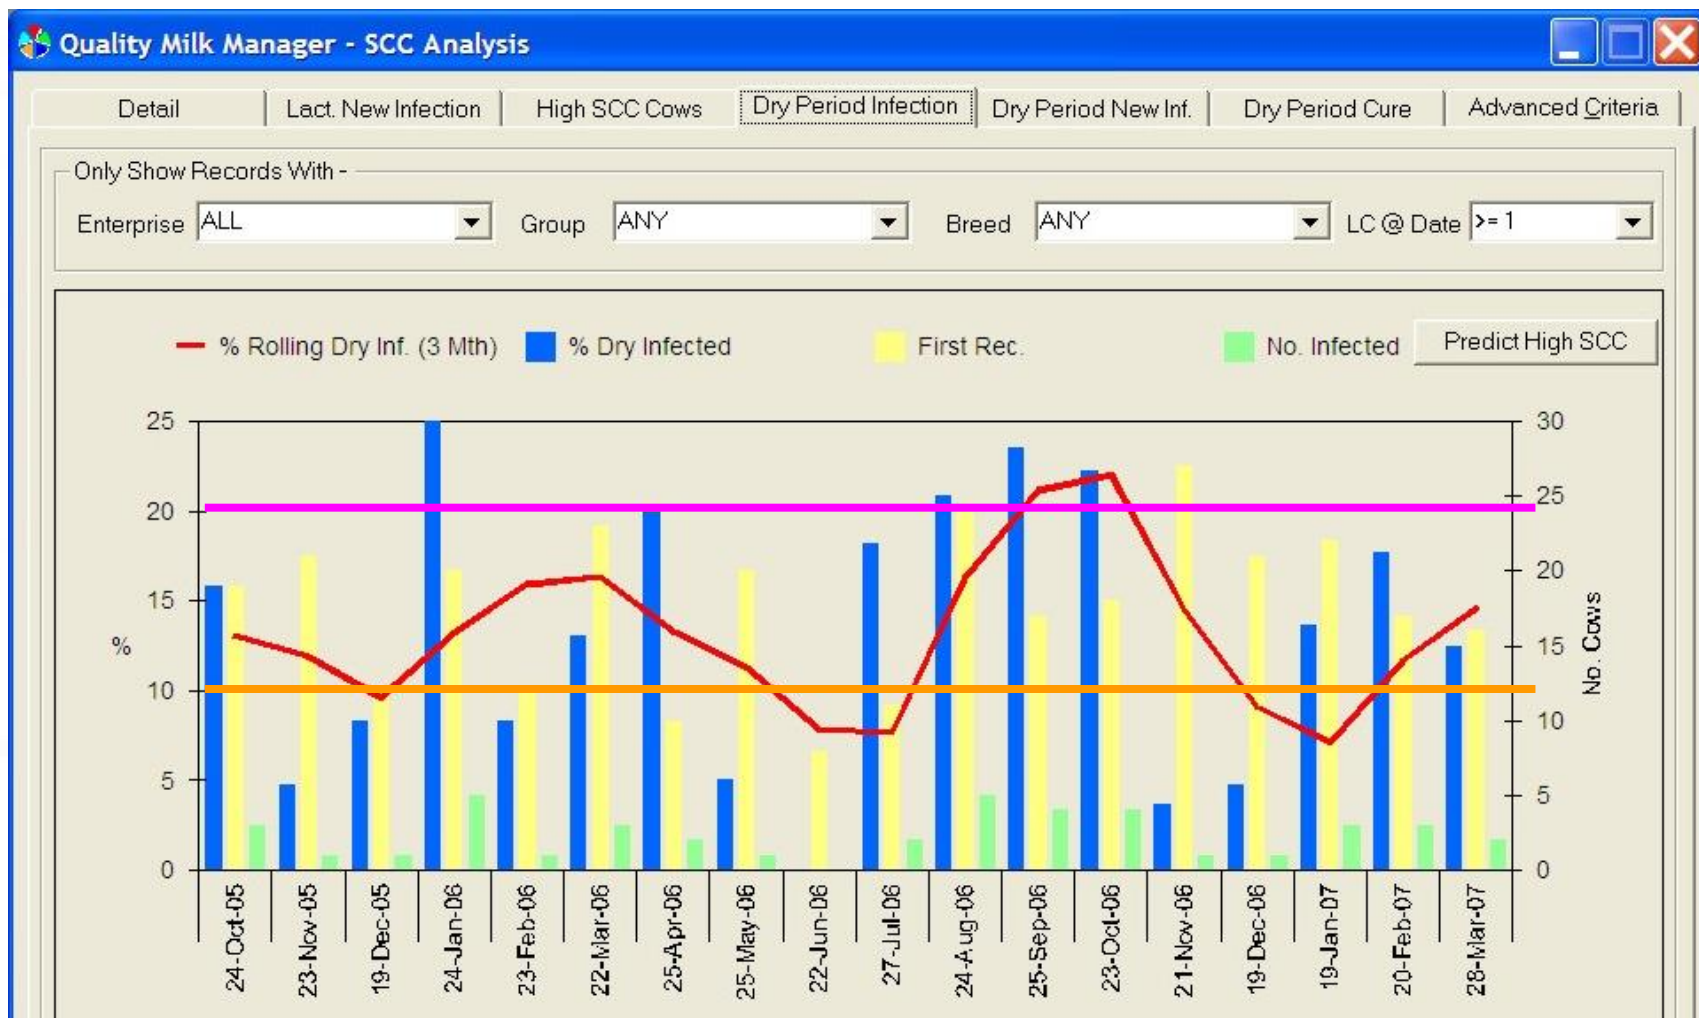 Quality Milk Manager - SCC Analysis
Detail
Lact. New Infection
High SCC Cows
Dry Period Infection
Dry Period New Inf.
Dry Period Cure
Advanced Criteria
Only Show Records With -
Enterprise ALL
Group ANY
Breed ANY
LC @ Date >= 1
% Rolling Dry Inf. (3 Mth)
% Dry Infected
First Rec.
No. Infected
Predict High SCC
25
20
15
10
5
0
%
30
25
20
15
10
5
0
No. Cows
24-Oct-05
23-Nov-05
19-Dec-05
24-Jan-06
23-Feb-06
22-Mar-06
25-Apr-06
25-May-06
22-Jun-06
27-Jul-06
24-Aug-06
25-Sep-06
23-Oct-06
21-Nov-06
19-Dec-06
19-Jan-07
20-Feb-07
28-Mar-07